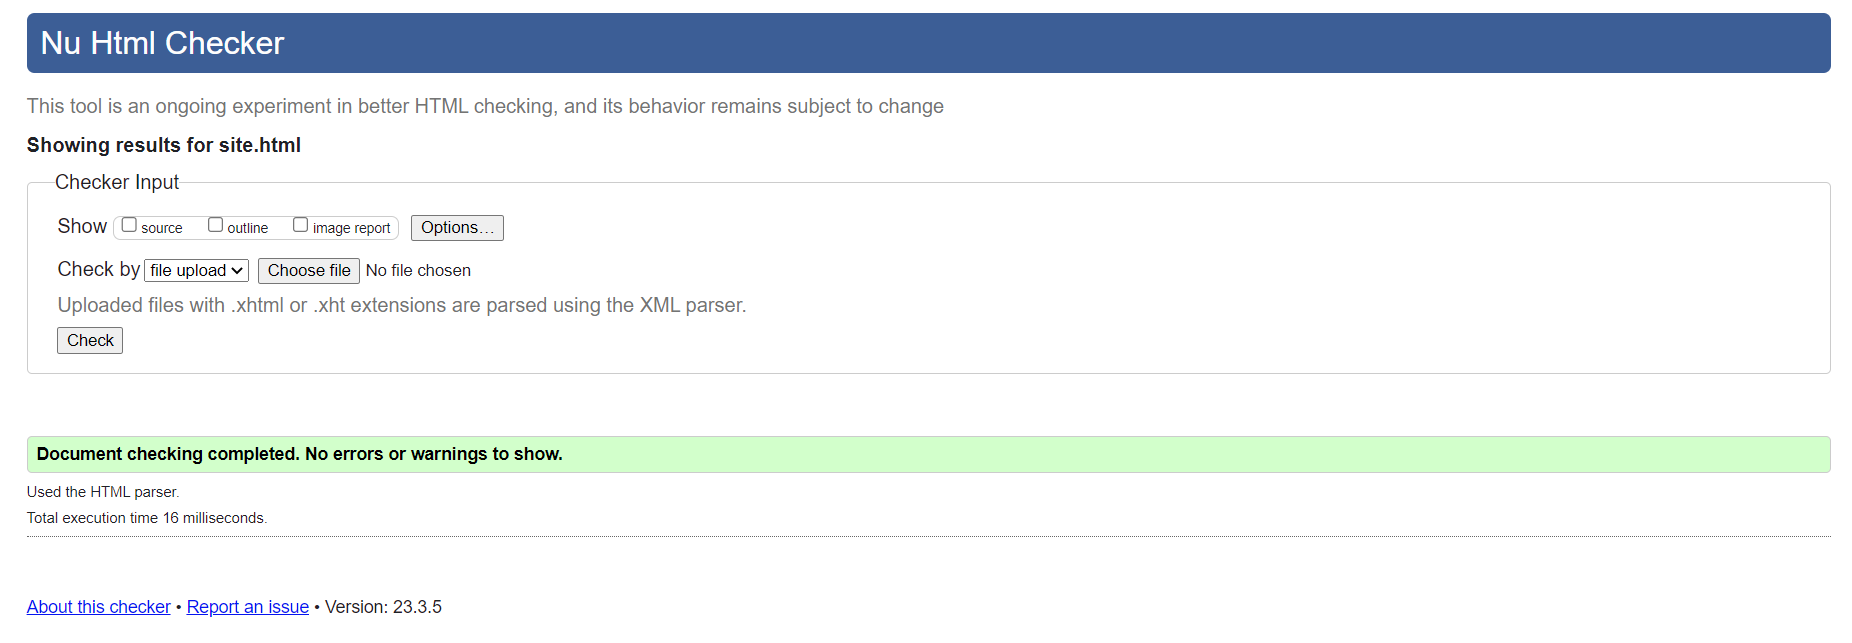 Nu Html Checker
This tool is an ongoing experiment in better HTML checking, and its behavior remains subject to change
Showing results for site.html
Checker Input
Show source outline image report Options…
Check by file upload Choose file No file chosen
Uploaded files with .xhtml or .xht extensions are parsed using the XML parser.
Check
Document checking completed. No errors or warnings to show.
Used the HTML parser.
Total execution time 16 milliseconds.
About this checker • Report an issue • Version: 23.3.5